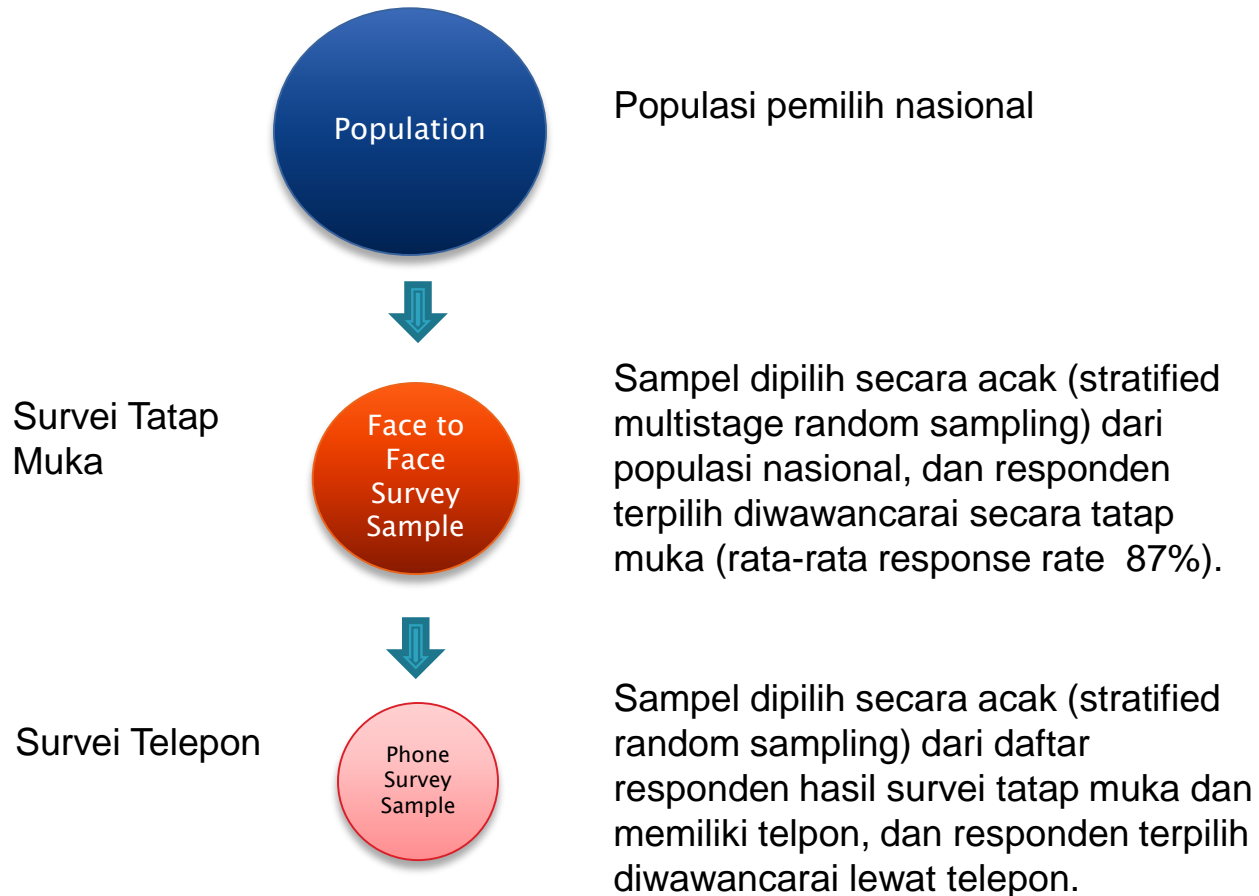 Population
Populasi pemilih nasional
Survei Tatap
Muka
Face to
Face
Survey
Sample
Sampel dipilih secara acak (stratified
multistage random sampling) dari
populasi nasional, dan responden
terpilih diwawancarai secara tatap
muka (rata-rata response rate 87%).
Survei Telepon
Phone
Survey
Sample
Sampel dipilih secara acak (stratified
random sampling) dari daftar
responden hasil survei tatap muka dan
memiliki telpon, dan responden terpilih
diwawancarai lewat telepon.